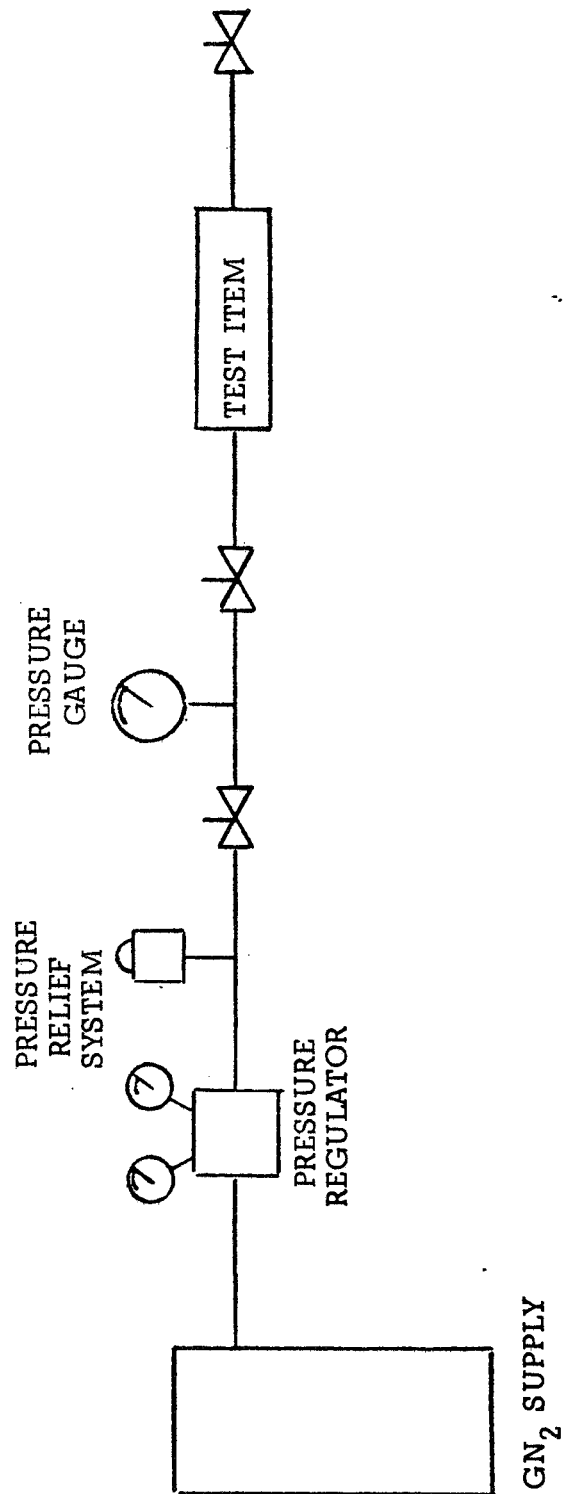 GN2 SUPPLY
PRESSURE
REGULATOR
PRESSURE
RELIEF
SYSTEM
PRESSURE
GAUGE
TEST ITEM